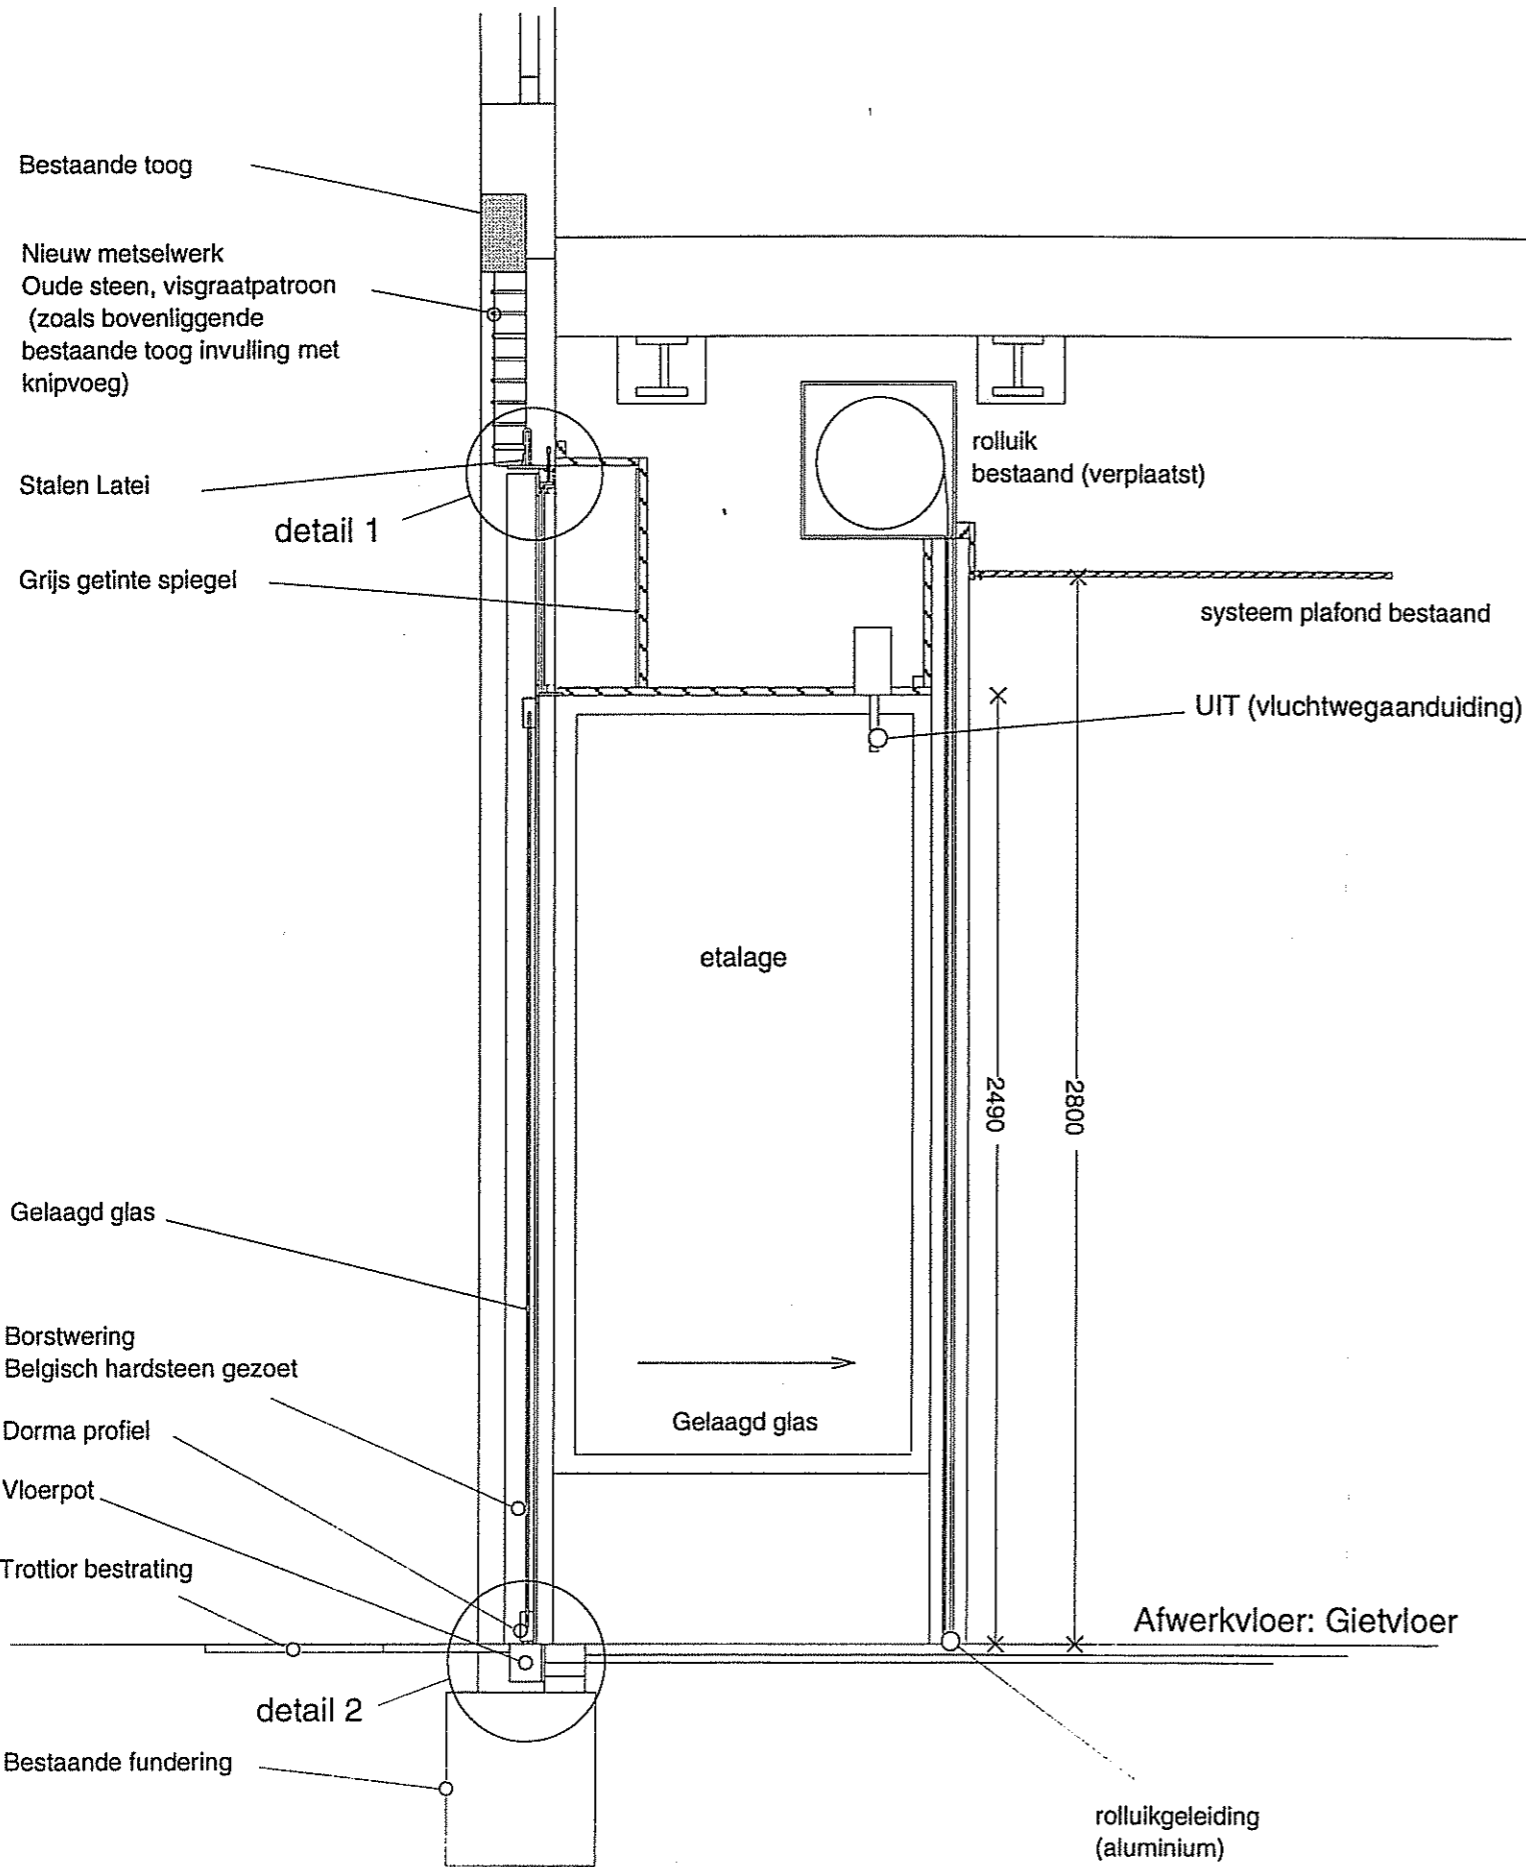 Bestaande toog
Nieuw metselwerk
Oude steen, visgraatpatroon
(zoals bovenliggende
bestaande toog invulling met
knipvoeg)
rolluik
bestaand (verplaatst)
Stalen Latei
detail 1
Grijs getinte spiegel
systeem plafond bestaand
UIT (vluchtwegaanduiding)
etalage
2490
2800
Gelaagd glas
Borstwering
Belgisch hardsteen gezoet
Gelaagd glas
Dorma profiel
Vloerpot
Trottior bestrating
Afwerkvloer: Gietvloer
detail 2
Bestaande fundering
rolluikgeleiding
(aluminium)